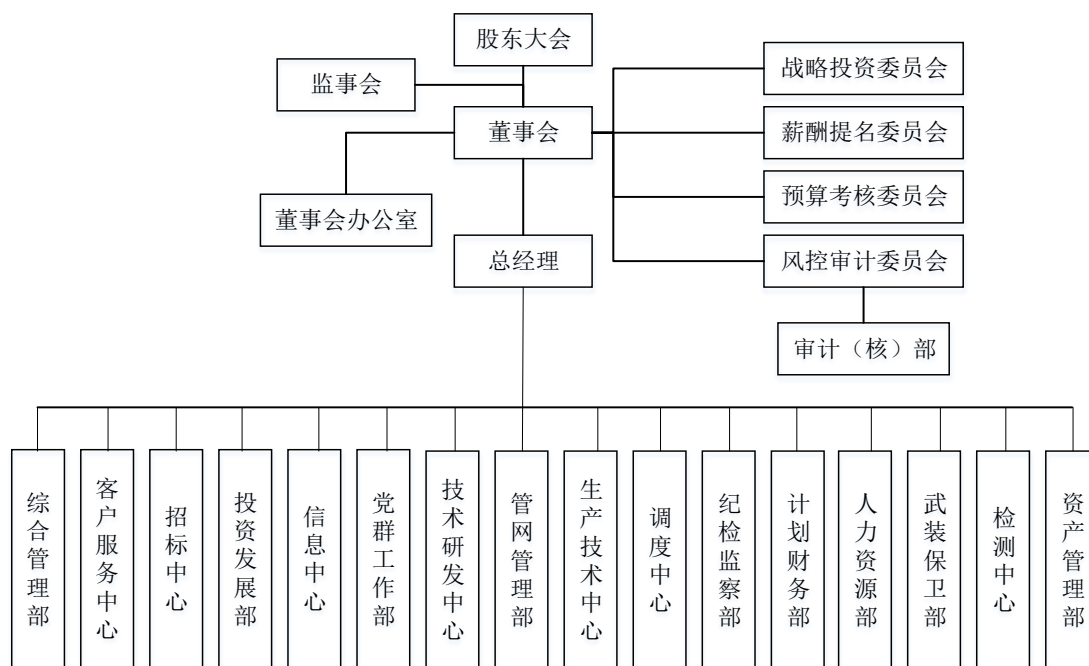 股东大会
监事会
战略投资委员会
董事会
薪酬提名委员会
董事会办公室
预算考核委员会
总经理
风控审计委员会
审计（核）部
综合管理部
客户服务中心
招标中心
投资发展部
信息中心
党群工作部
技术研发中心
管网管理部
生产技术中心
调度中心
纪检监察部
计划财务部
人力资源部
武装保卫部
检测中心
资产管理部